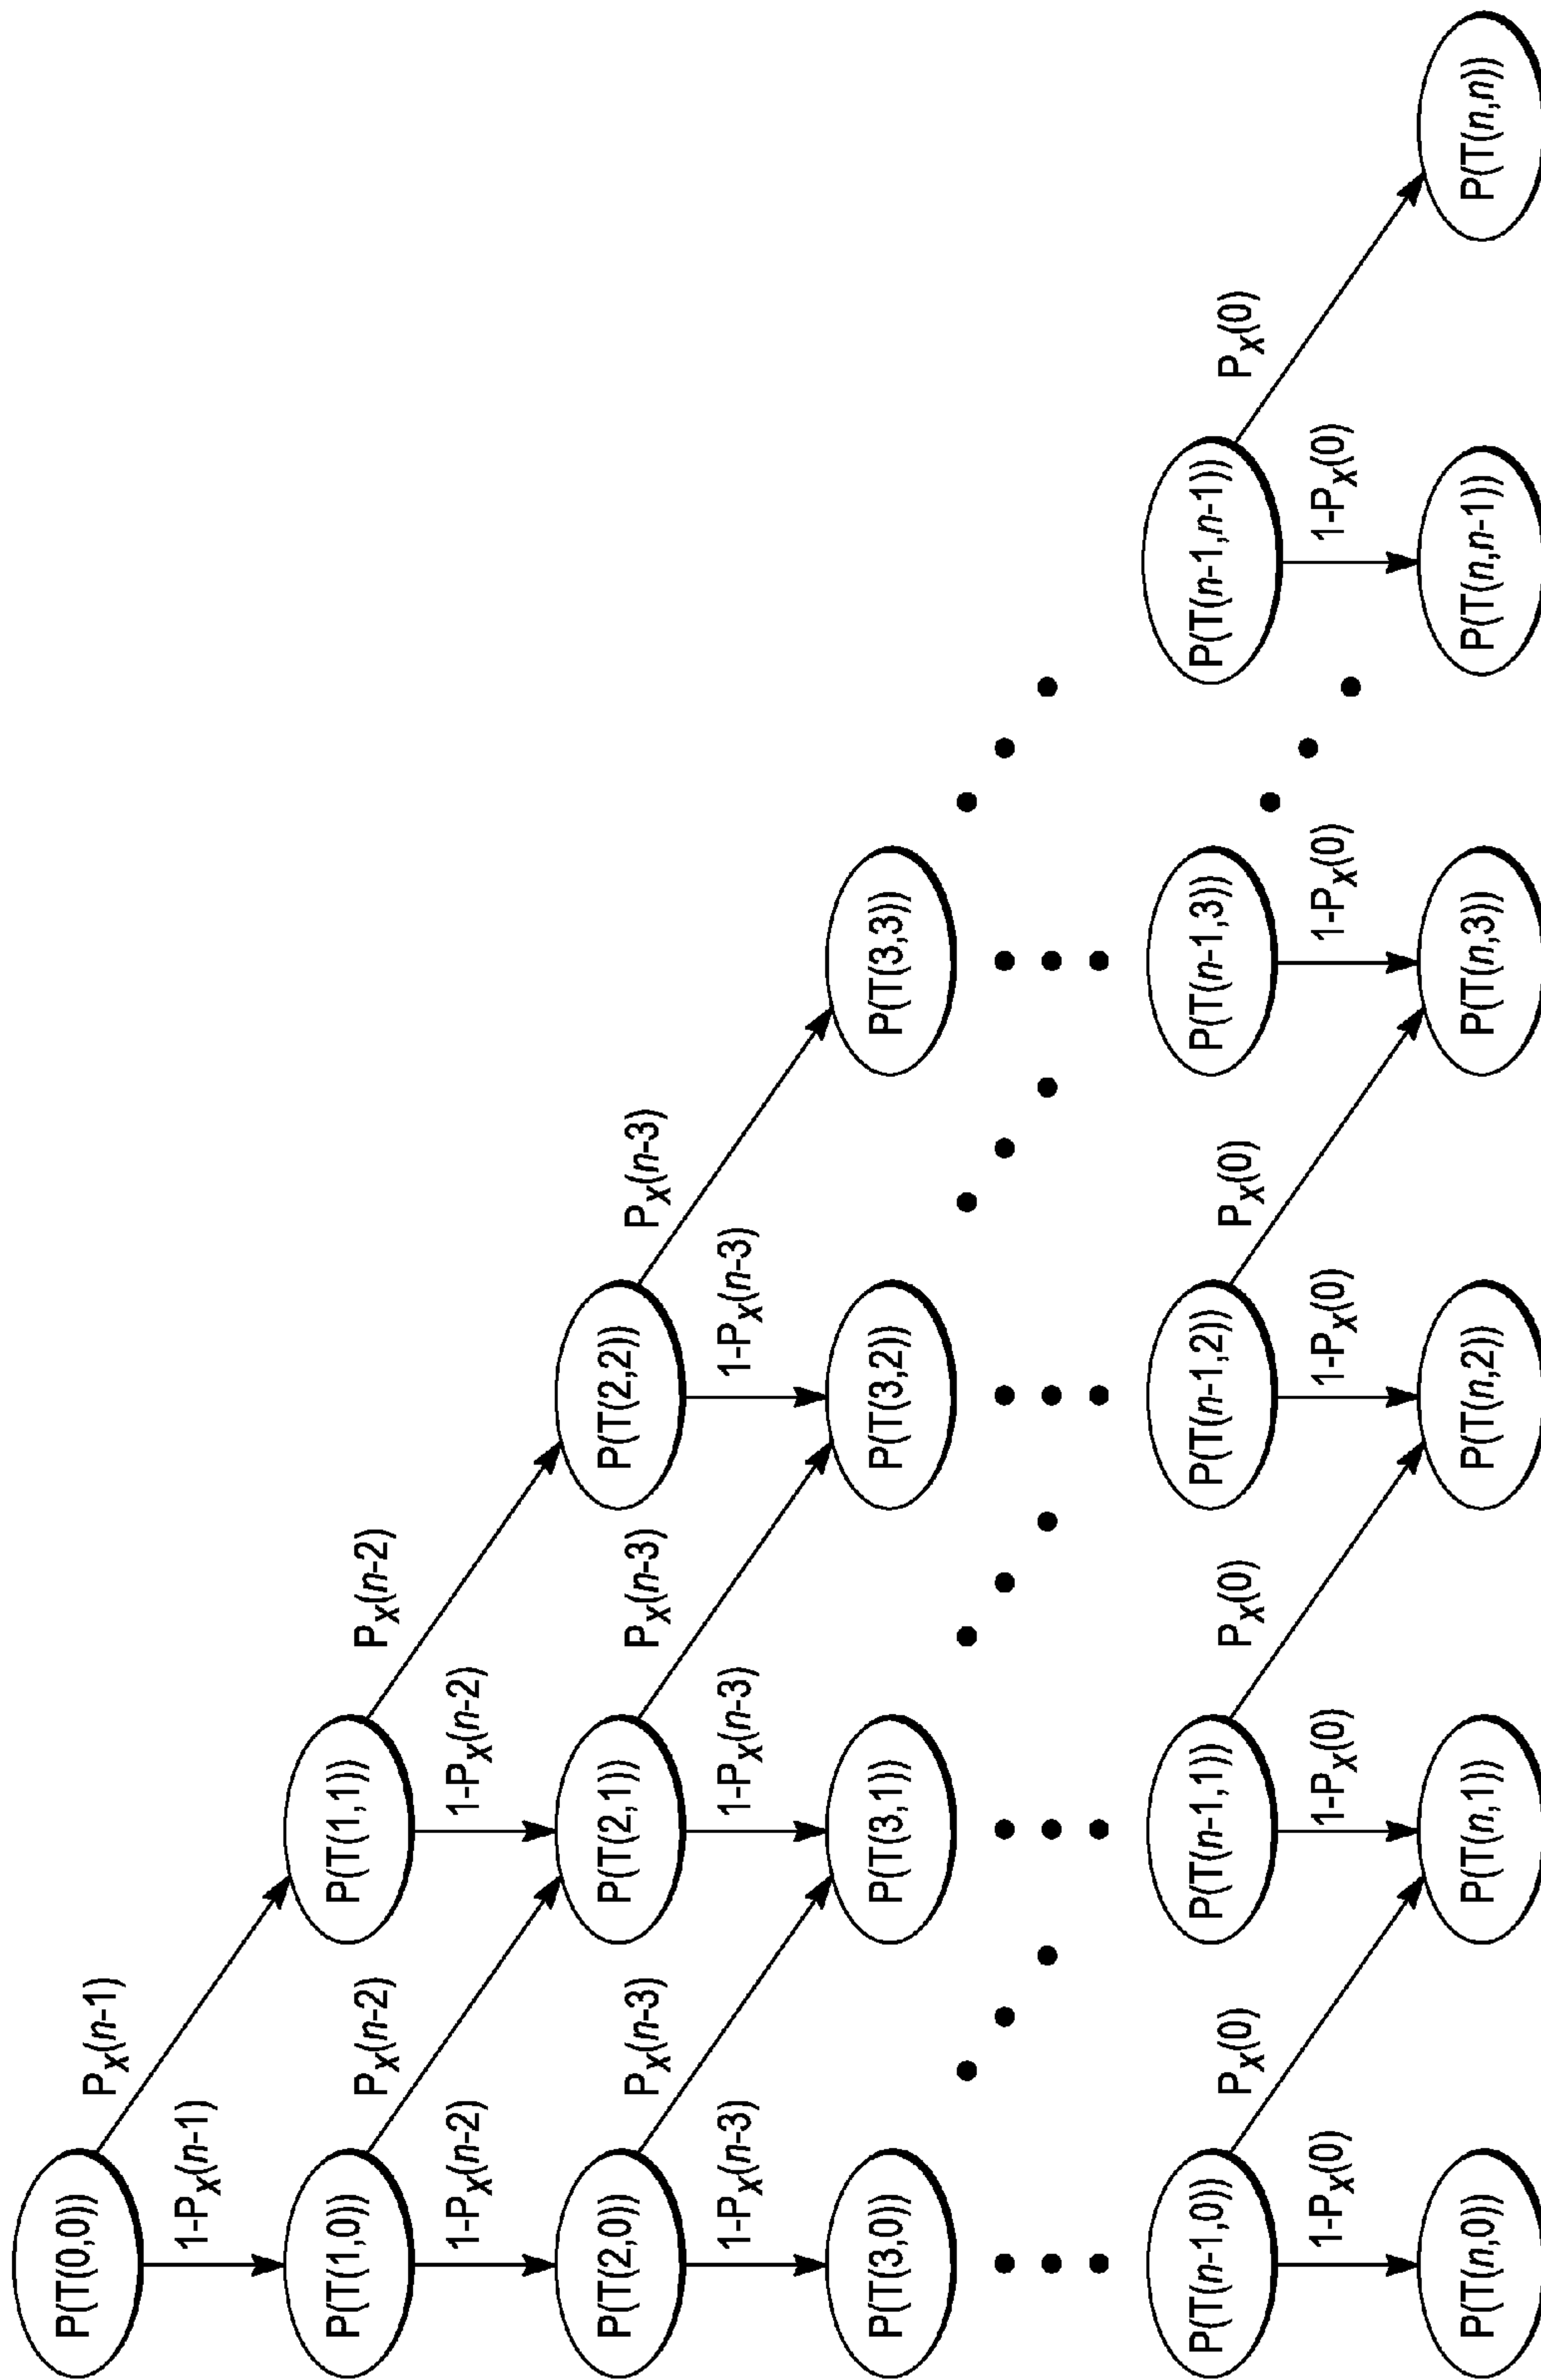 P(T(0,0))
P_X(n-1)
1-P_X(n-1)
P(T(1,0)) P(T(1,1))
P_X(n-2) P_X(n-2)
1-P_X(n-2) 1-P_X(n-2)
P(T(2,0)) P(T(2,1)) P(T(2,2))
P_X(n-3) P_X(n-3) P_X(n-3)
1-P_X(n-3) 1-P_X(n-3) 1-P_X(n-3)
P(T(3,0)) P(T(3,1)) P(T(3,2)) P(T(3,3))
P(T(n-1,0)) P(T(n-1,1)) P(T(n-1,2)) P(T(n-1,3)) P(T(n-1,n-1))
P_X(0) P_X(0) P_X(0) P_X(0)
1-P_X(0) 1-P_X(0) 1-P_X(0) 1-P_X(0) 1-P_X(0)
P(T(n,0)) P(T(n,1)) P(T(n,2)) P(T(n,3)) P(T(n,n-1)) P(T(n,n))